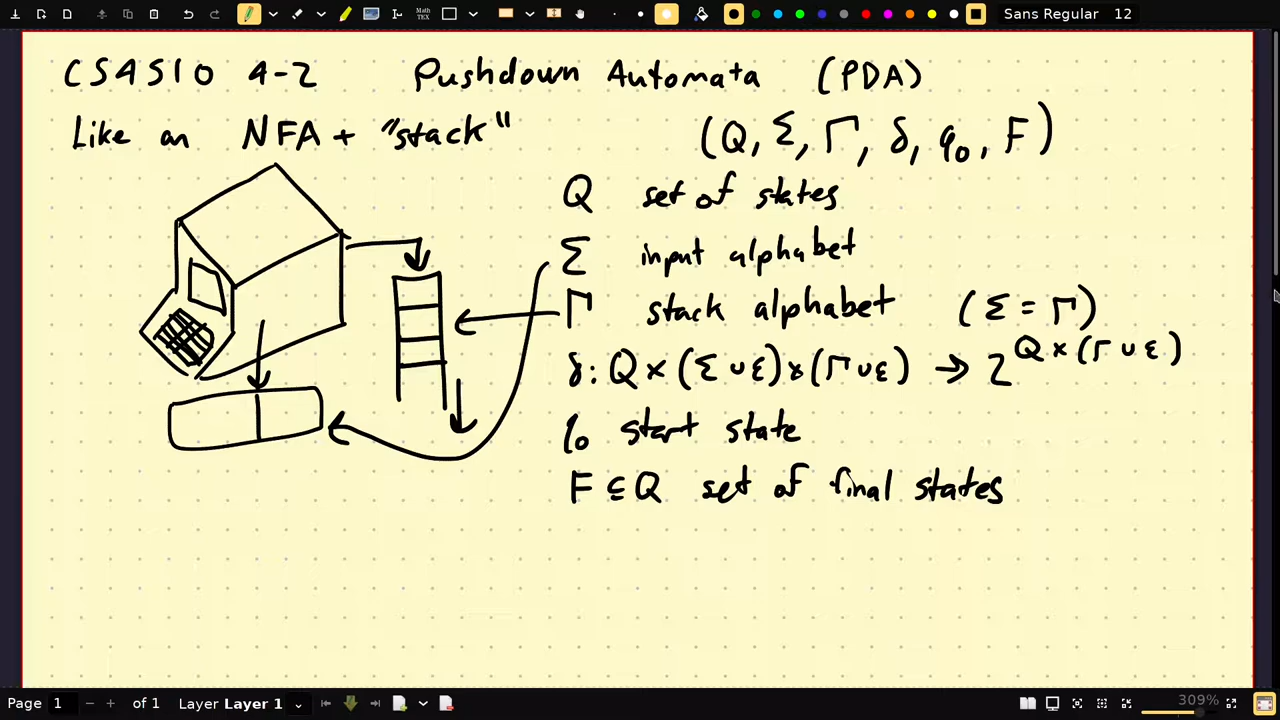 Sans Regular 12
CS4510 4-2 Pushdown Automata (PDA)
Like an NFA + "stack" (Q, Σ, Γ, δ, q₀, F)
Q set of states
Σ input alphabet
Γ stack alphabet (Σ = Γ)
δ: Q × (Σ ∪ ε) × (Γ ∪ ε) → 2^(Q × (Γ ∪ ε))
q₀ start state
F ⊆ Q set of final states
Page 1 of 1 Layer Layer 1 309%